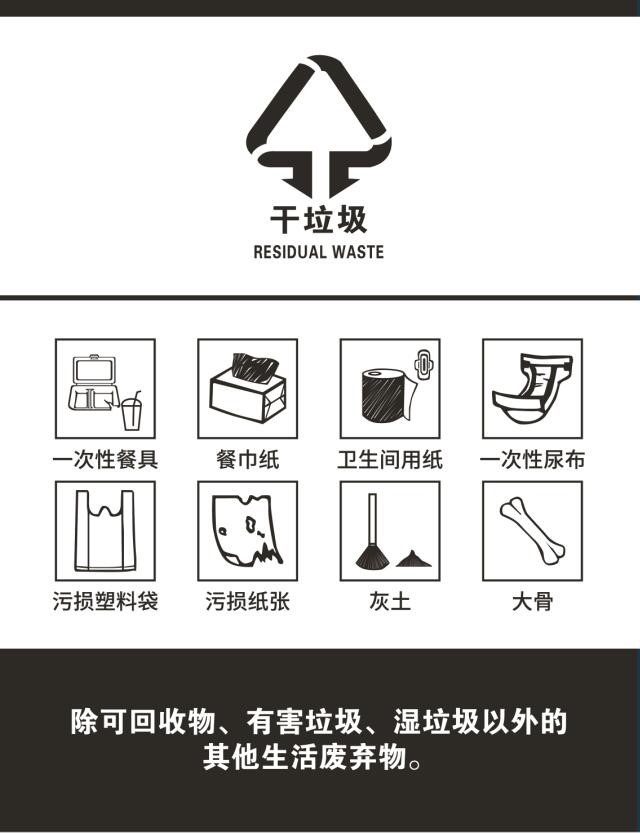 干垃圾
RESIDUAL WASTE
一次性餐具
餐巾纸
卫生间用纸
一次性尿布
污损塑料袋
污损纸张
灰土
大骨
除可回收物、有害垃圾、湿垃圾以外的
其他生活废弃物。